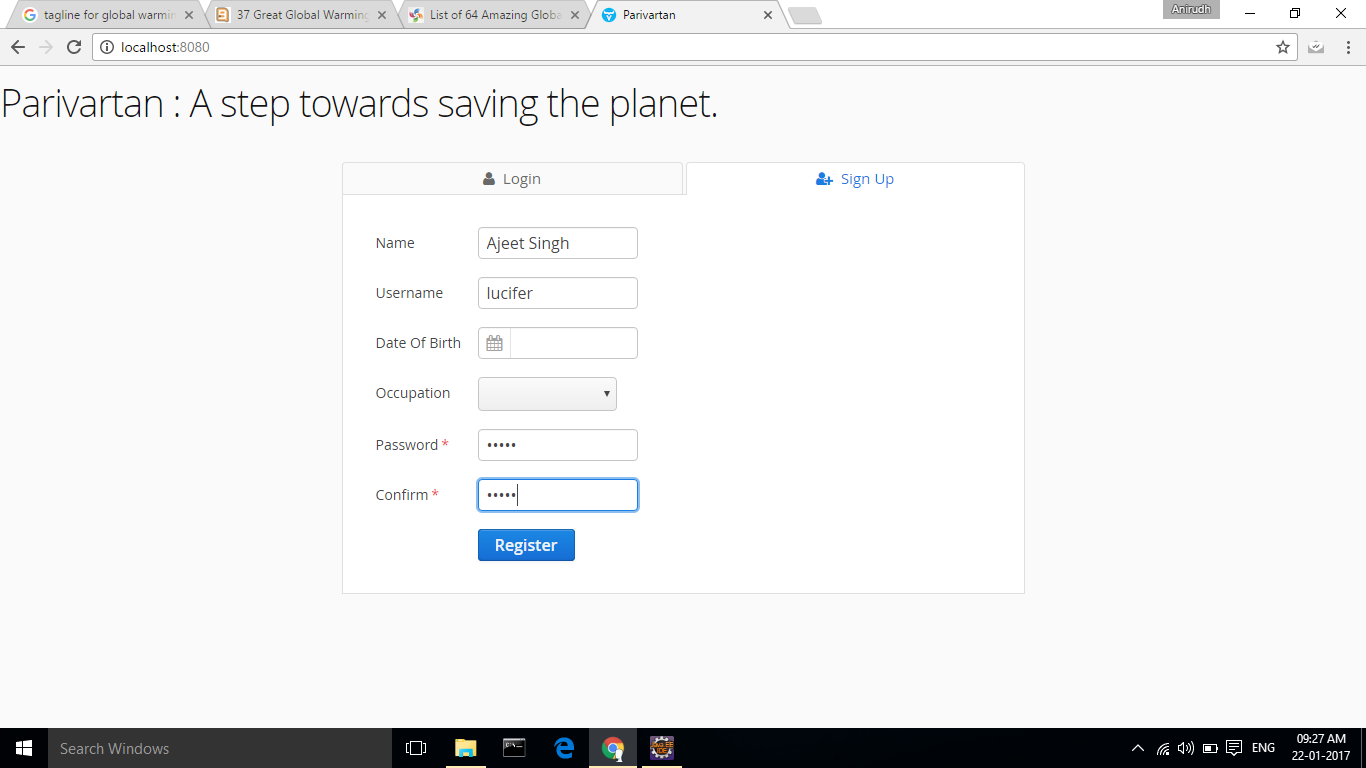 tagline for global warmin
37 Great Global Warming
List of 64 Amazing Globa
Parivartan
Anirudh
localhost:8080
Parivartan : A step towards saving the planet.
Login
Sign Up
Name
Ajeet Singh
Username
lucifer
Date Of Birth
Occupation
Password *
•••••
Confirm *
•••••
Register
Search Windows
ENG
09:27 AM
22-01-2017